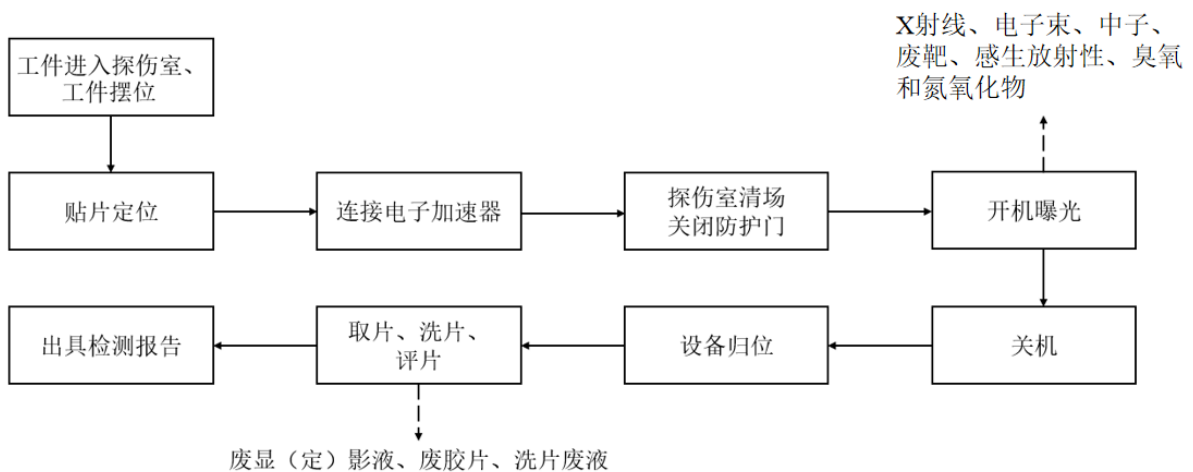 工件进入探伤室、
工件摆位
X射线、电子束、中子、
废靶、感生放射性、臭氧
和氮氧化物
贴片定位
连接电子加速器
探伤室清场
关闭防护门
开机曝光
出具检测报告
取片、洗片、
评片
设备归位
关机
废显（定）影液、废胶片、洗片废液